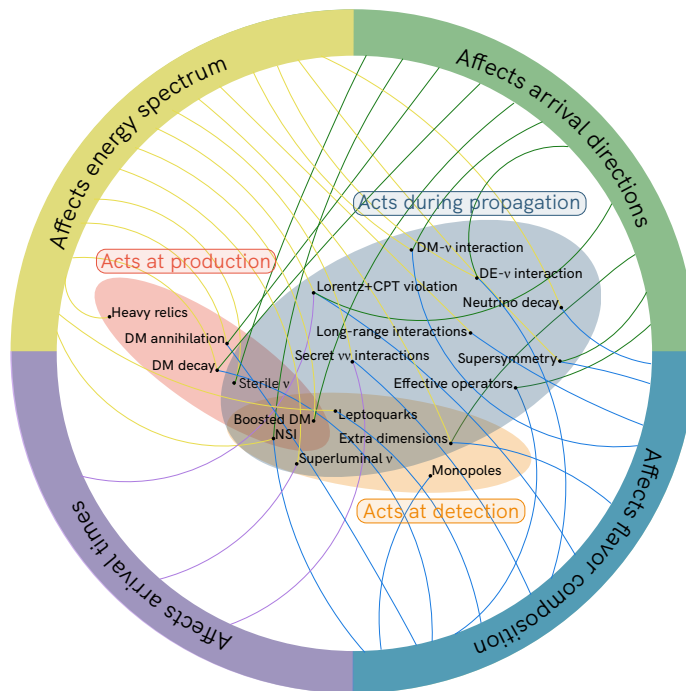 Affects energy spectrum
Affects arrival directions
Acts during propagation
DM-ν interaction
Acts at production
DE-ν interaction
Lorentz+CPT violation
Neutrino decay
Heavy relics
Long-range interactions
DM annihilation
Secret νν interactions
Supersymmetry
DM decay
Sterile ν
Effective operators
Leptoquarks
Boosted DM
NSI
Extra dimensions
Superluminal ν
Monopoles
Acts at detection
Affects arrival times
Affects flavor composition